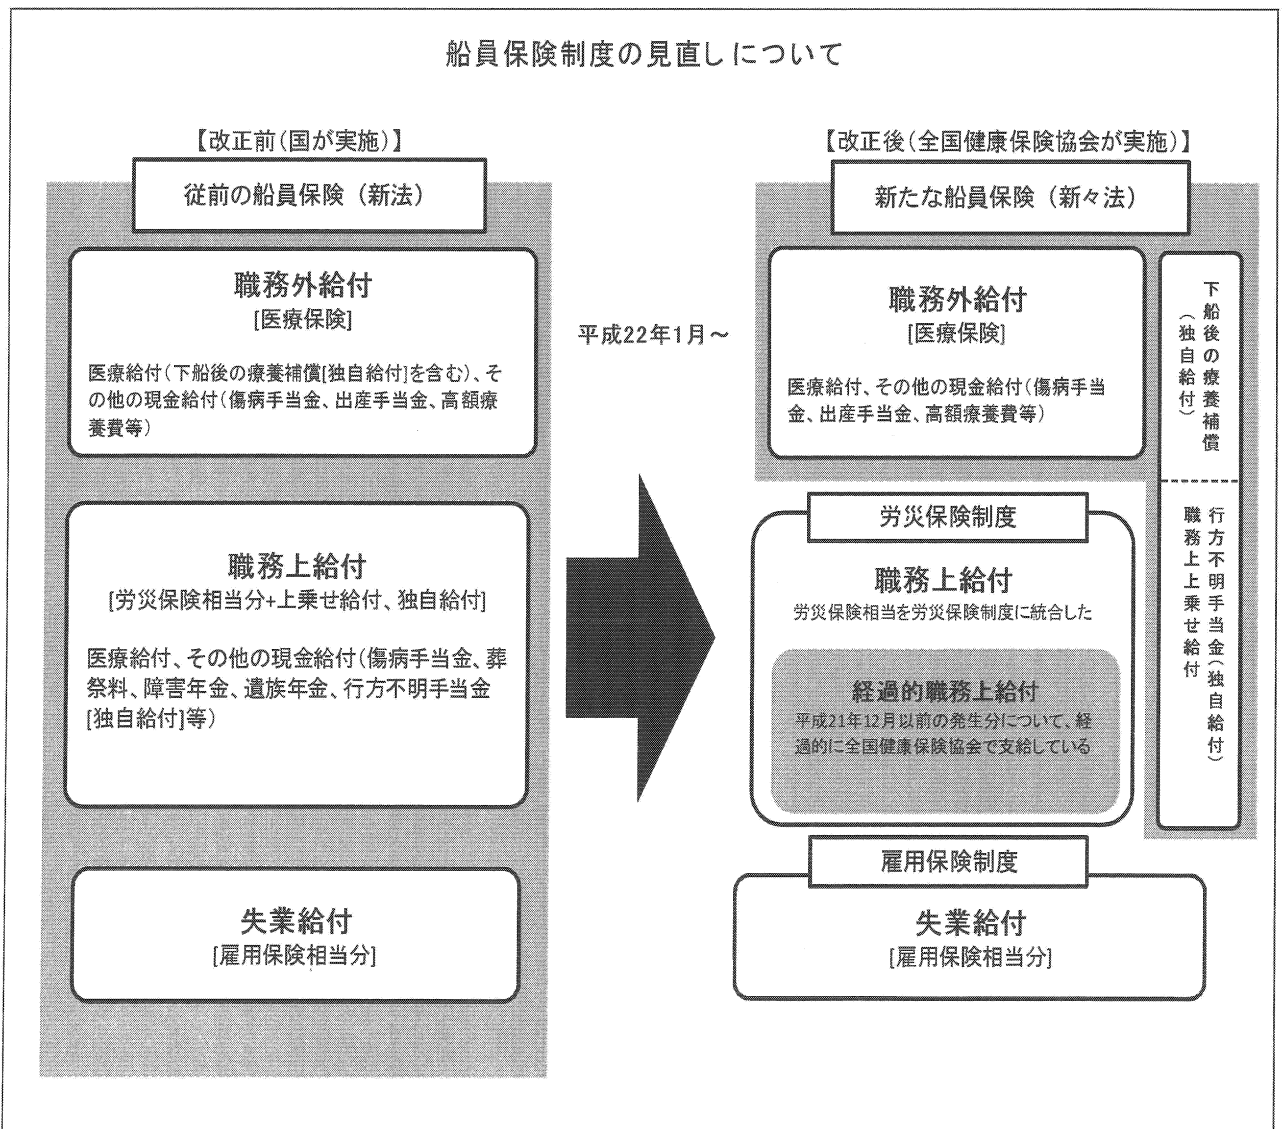 船員保険制度の見直しについて
【改正前(国が実施)】
従前の船員保険（新法）
職務外給付
[医療保険]
医療給付(下船後の療養補償[独自給付]を含む)、そ
の他の現金給付(傷病手当金、出産手当金、高額療
養費等)
職務上給付
[労災保険相当分+上乗せ給付、独自給付]
医療給付、その他の現金給付(傷病手当金、葬
祭料、障害年金、遺族年金、行方不明手当金
[独自給付]等)
失業給付
[雇用保険相当分]
平成22年1月～
【改正後(全国健康保険協会が実施)】
新たな船員保険（新々法）
職務外給付
[医療保険]
医療給付、その他の現金給付(傷病手当
金、出産手当金、高額療養費等)
下船後の療養補償
(独自給付)
行方不明手当金(独自給付)
職務上上乗せ給付
労災保険制度
職務上給付
労災保険相当を労災保険制度に統合した
経過的職務上給付
平成21年12月以前の発生分について、経
過的に全国健康保険協会で支給している
雇用保険制度
失業給付
[雇用保険相当分]